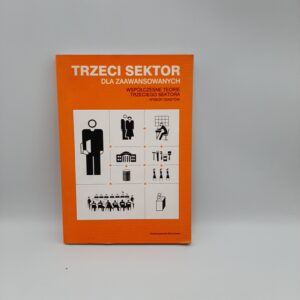 TRZECI SEKTOR
DLA ZAAWANSOWANYCH
WSPÓŁCZESNE TEORIE
TRZECIEGO SEKTORA
WYBÓR TEKSTÓW